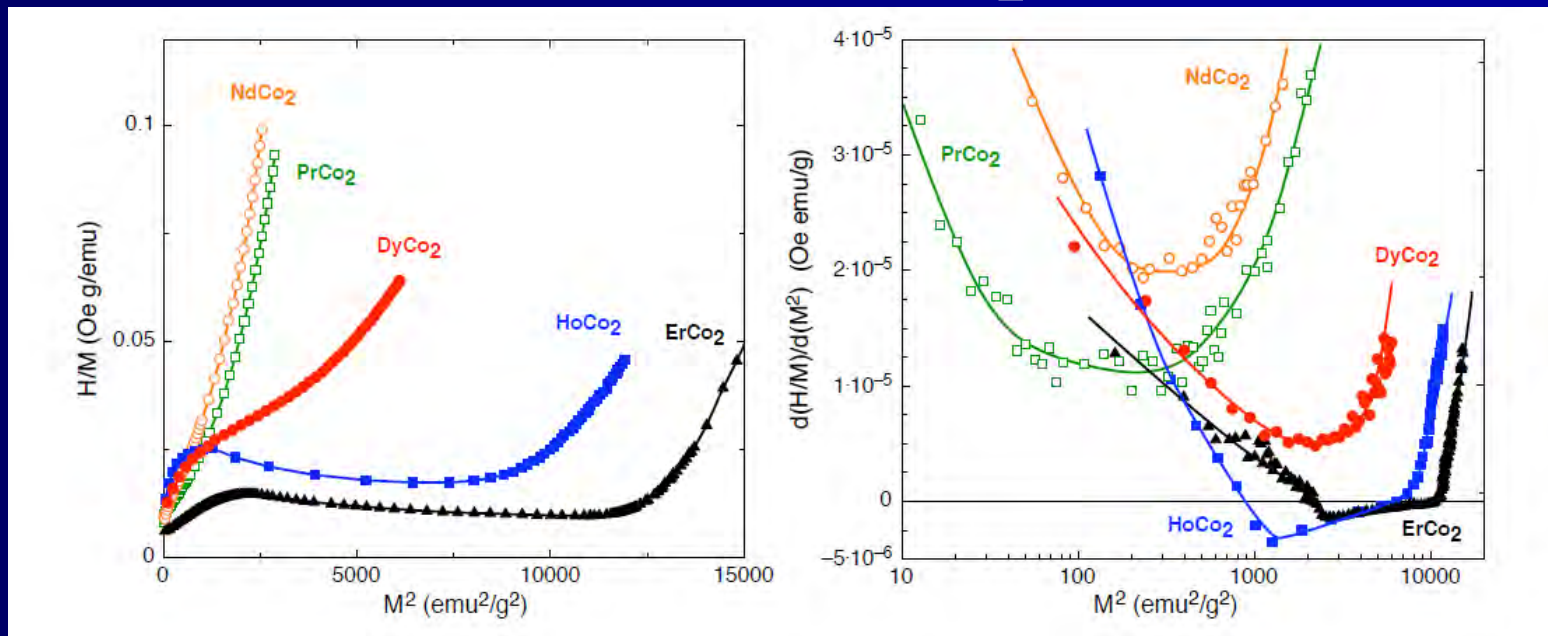 NdCo₂
PrCo₂
DyCo₂
HoCo₂
ErCo₂
0.1
0.05
0
H/M (Oe g/emu)
0 5000 10000 15000
M² (emu²/g²)
4·10⁻⁵
3·10⁻⁵
2·10⁻⁵
1·10⁻⁵
0
−5·10⁻⁶
d(H/M)/d(M²) (Oe emu/g)
NdCo₂
PrCo₂
DyCo₂
HoCo₂
ErCo₂
10 100 1000 10000
M² (emu²/g²)